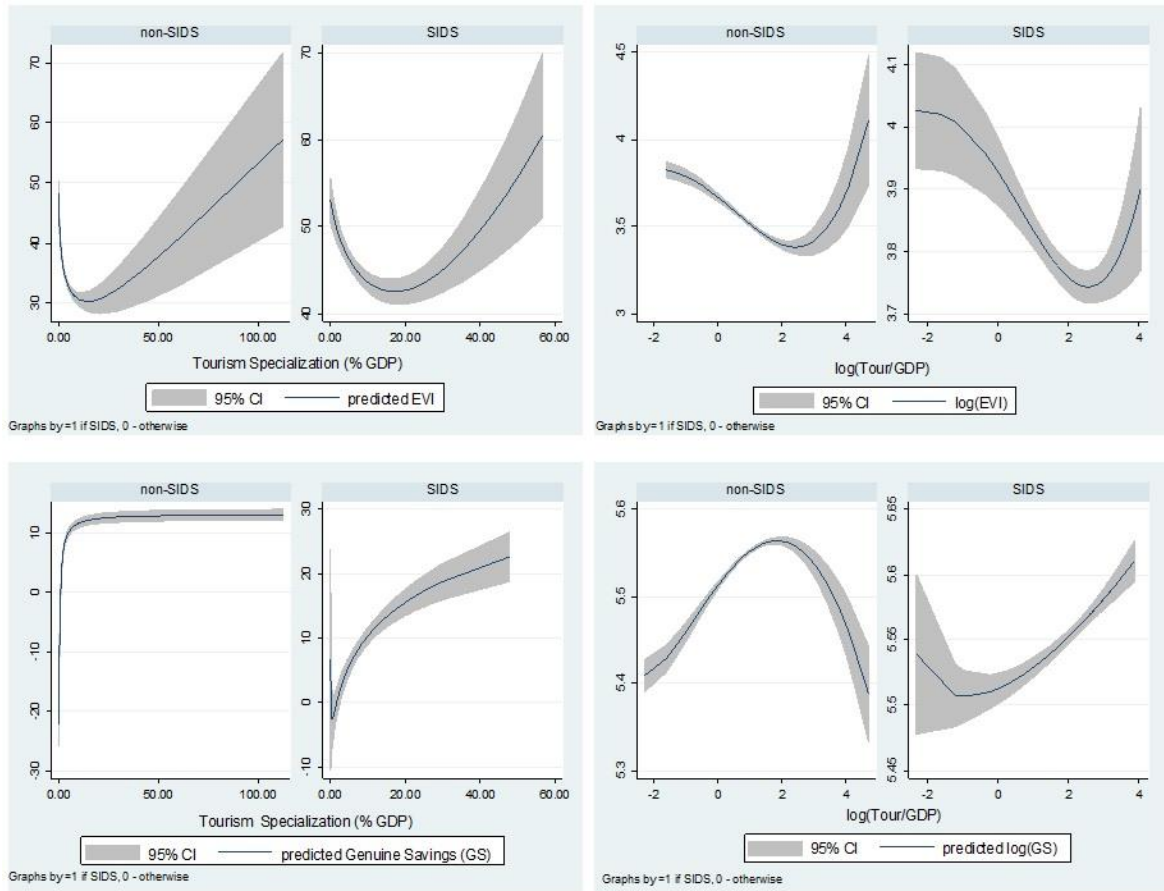 non-SIDS SIDS
70
60
50
40
30
70
60
50
40
0.00 50.00 100.00 0.00 20.00 40.00 60.00
Tourism Specialization (% GDP)
95% CI predicted EVI
Graphs by =1 if SIDS, 0 - otherwise
non-SIDS SIDS
4.5
4
3.5
3
4.1
4
3.9
3.8
3.7
-2 0 2 4 -2 0 2 4
log(Tour/GDP)
95% CI log(EVI)
Graphs by =1 if SIDS, 0 - otherwise
non-SIDS SIDS
10
0
-10
-20
-30
30
20
10
0
-10
0.00 50.00 100.00 0.00 20.00 40.00 60.00
Tourism Specialization (% GDP)
95% CI predicted Genuine Savings (GS)
Graphs by =1 if SIDS, 0 - otherwise
non-SIDS SIDS
5.6
5.5
5.4
5.3
5.65
5.6
5.55
5.5
5.45
-2 0 2 4 -2 0 2 4
log(Tour/GDP)
95% CI predicted log(GS)
Graphs by =1 if SIDS, 0 - otherwise